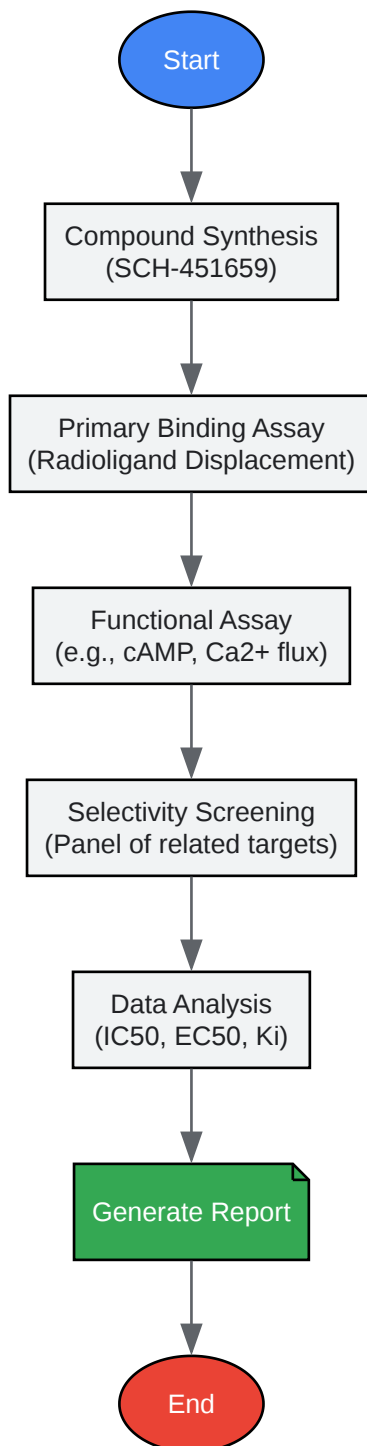 Start
Compound Synthesis
(SCH-451659)
Primary Binding Assay
(Radioligand Displacement)
Functional Assay
(e.g., cAMP, Ca2+ flux)
Selectivity Screening
(Panel of related targets)
Data Analysis
(IC50, EC50, Ki)
Generate Report
End